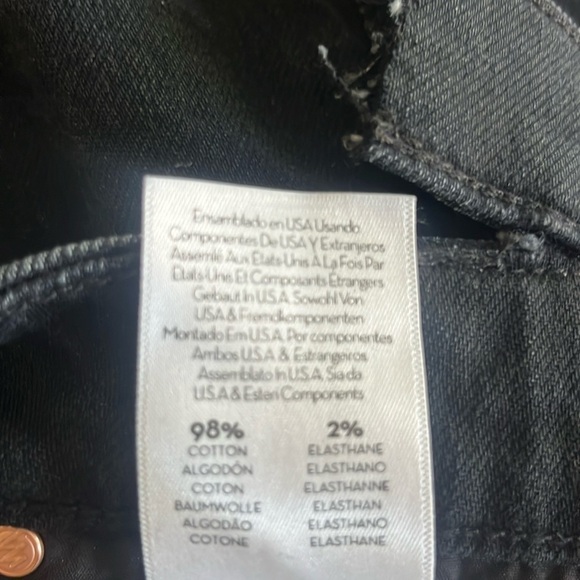 Ensamblado en USA Usando
Componentes De USA Y Extranjeros
Assemlé Aux Etats-Unis A La Fois Par
Etats-Unis Et Composants Etrangers
Gebaut In U.S.A. Sowohl Von
USA & Fremdkomponenten
Montado Em U.S.A. Por componentes
Ambos U.S.A & Estrangeiros
Assemblato In U.S.A. Sia da
U.S.A & Esteri Components
98% 2%
COTTON ELASTHANE
ALGODÓN ELASTHANO
COTON ELASTHANNE
BAUMWOLLE ELASTHAN
ALGODÃO ELASTHANO
COTONE ELASTHANE